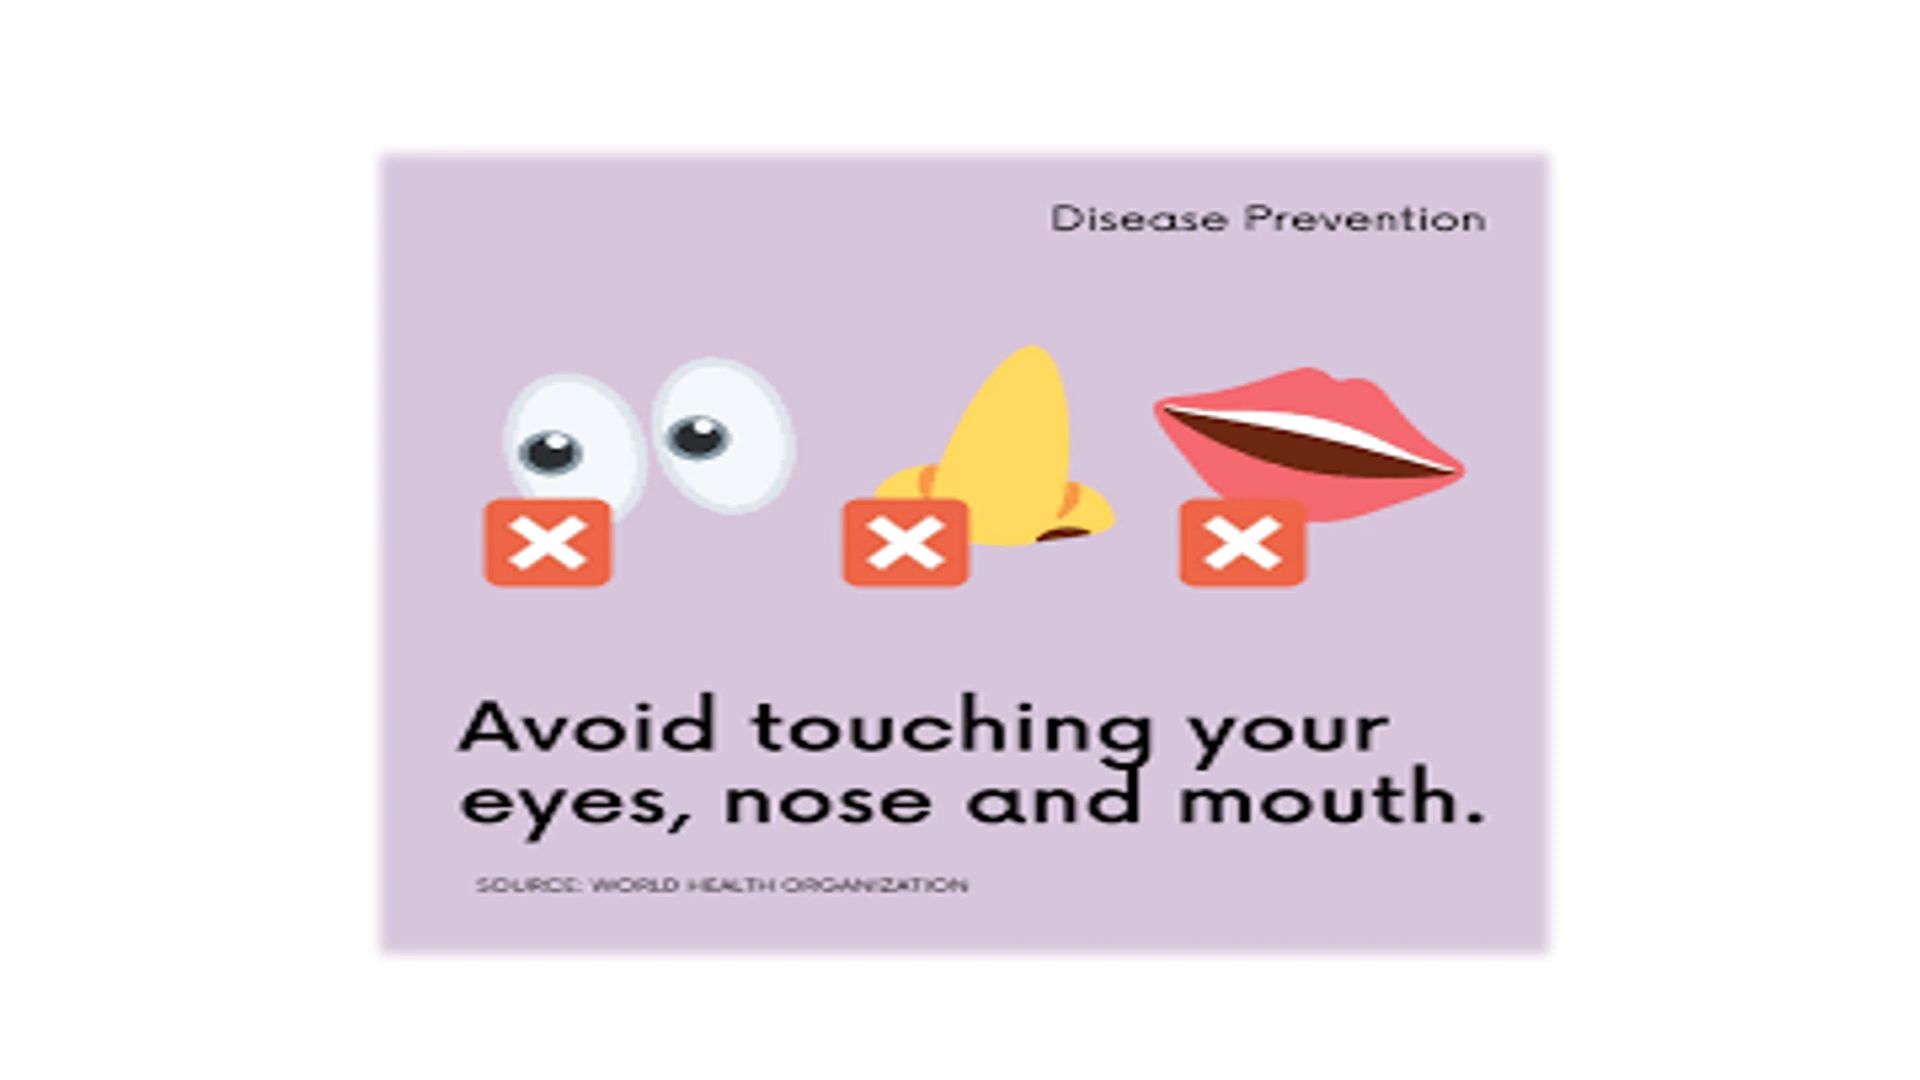 Disease Prevention
Avoid touching your
eyes, nose and mouth.
SOURCE: WORLD HEALTH ORGANIZATION